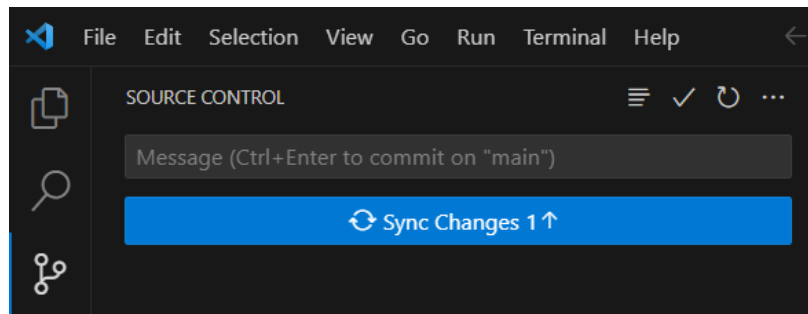 File Edit Selection View Go Run Terminal Help
SOURCE CONTROL
Message (Ctrl+Enter to commit on "main")
Sync Changes 1↑